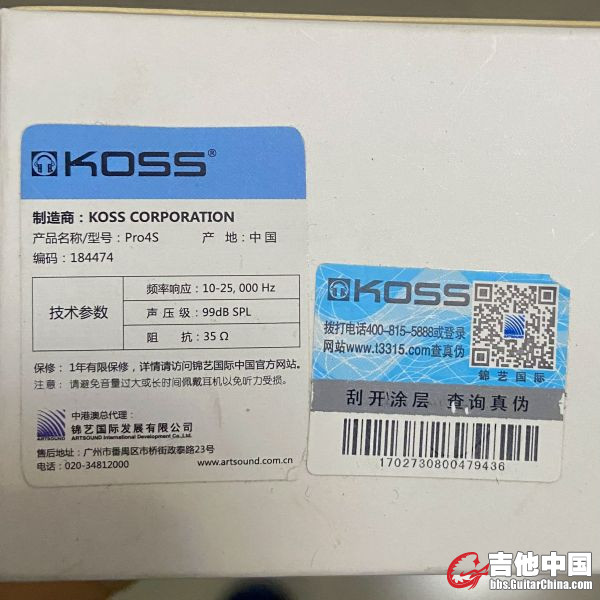 KOSS®
制造商：KOSS CORPORATION
产品名称/型号：Pro4S 产 地：中国
编码：184474
技术参数
频率响应：10-25,000 Hz
声 压 级：99dB SPL
阻 抗：35 Ω
保修：1年有限保修，详情请访问锦艺国际中国官方网站。
注意：请避免音量过大或长时间佩戴耳机以免听力受损。
ARTSOUND
中港澳总代理：
锦艺国际发展有限公司
ARTSOUND International Development Co.,Ltd.
售后地址：广州市番禺区市桥街政泰路23号
电话：020-34812000
www.artsound.com.cn
KOSS
拨打电话400-815-5888或登录
网站www.t3315.com查真伪
锦艺国际
刮开涂层 查询真伪
1702730800479436
吉他中国
bbs.GuitarChina.com